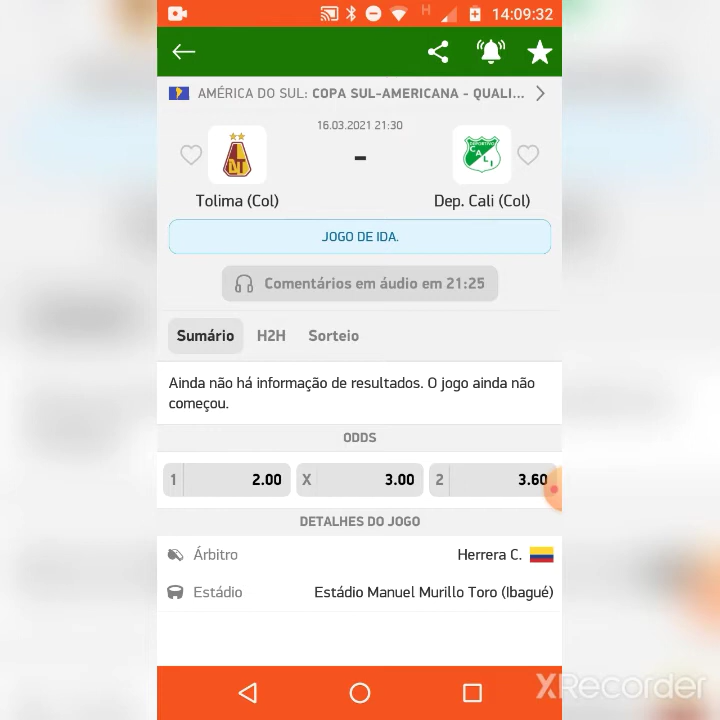 H
14:09:32
AMÉRICA DO SUL: COPA SUL-AMERICANA - QUALI...
16.03.2021 21:30
-
DEPORTIVO
CALI
Tolima (Col)
Dep. Cali (Col)
JOGO DE IDA.
Comentários em áudio em 21:25
Sumário H2H Sorteio
Ainda não há informação de resultados. O jogo ainda não
começou.
ODDS
1 2.00 X 3.00 2 3.60
DETALHES DO JOGO
Árbitro Herrera C.
Estádio Estádio Manuel Murillo Toro (Ibagué)
XRecorder